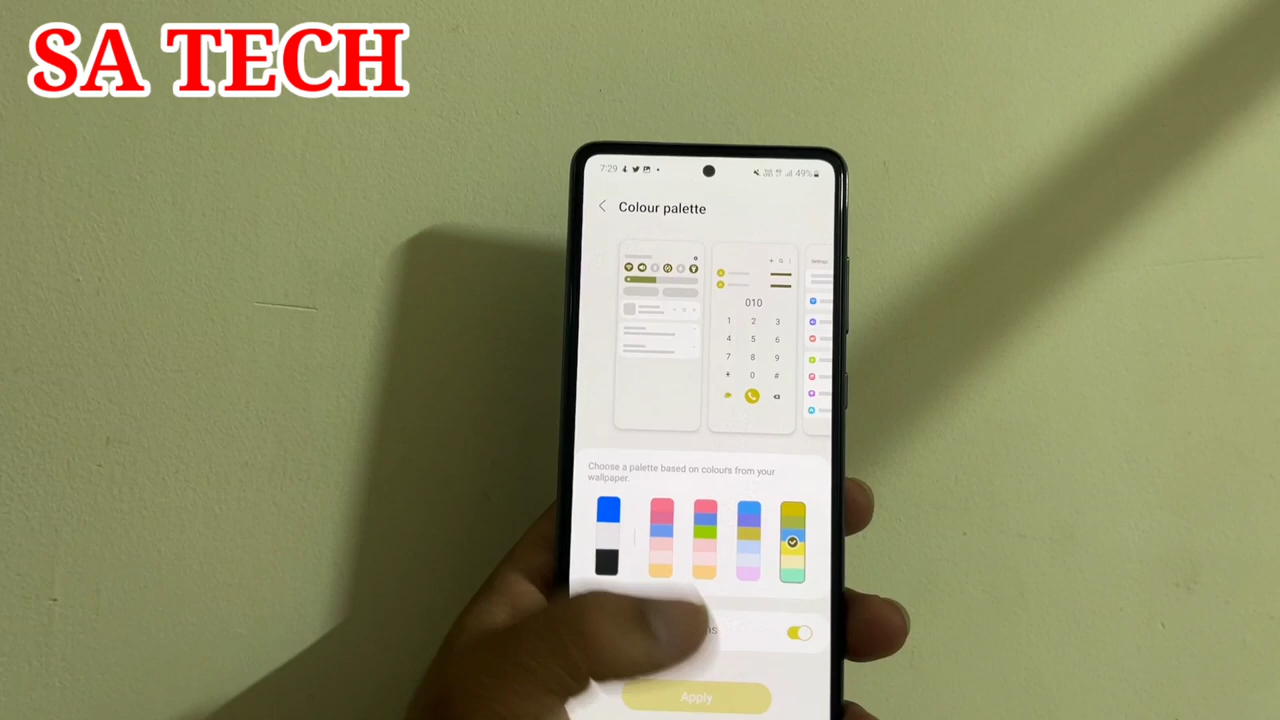 SA TECH
7:29
49%
Colour palette
Settings
010
1 2 3
4 5 6
7 8 9
* 0 #
Choose a palette based on colours from your
wallpaper.
Apply